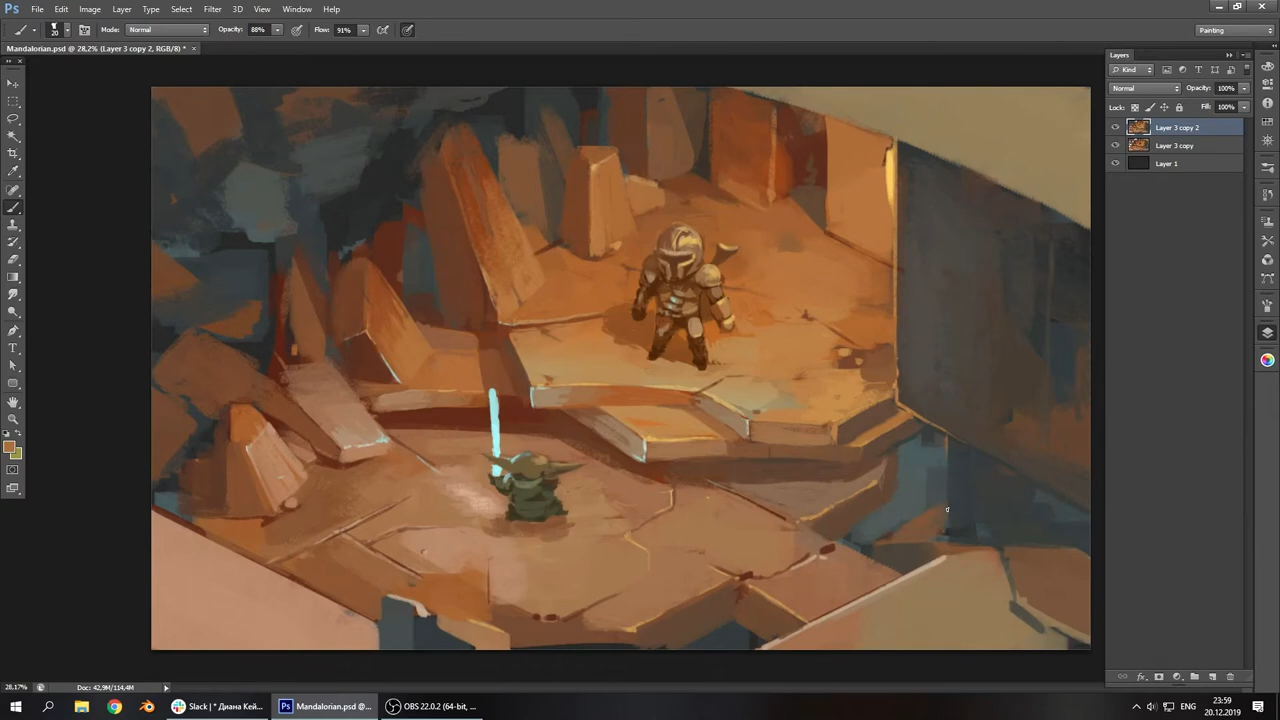 Ps File Edit Image Layer Type Select Filter 3D View Window Help
20 Mode: Normal Opacity: 88% Flow: 91% Painting
Mandalorian.psd @ 28,2% (Layer 3 copy 2, RGB/8) * ×
Layers
Kind
Normal Opacity: 100%
Lock: Fill: 100%
Layer 3 copy 2
Layer 3 copy
Layer 1
28,17% Doc: 42,9M/114,4M
Slack | * Диана Кей... Ps Mandalorian.psd @... OBS 22.0.2 (64-bit, ... ENG 23:59
20.12.2019